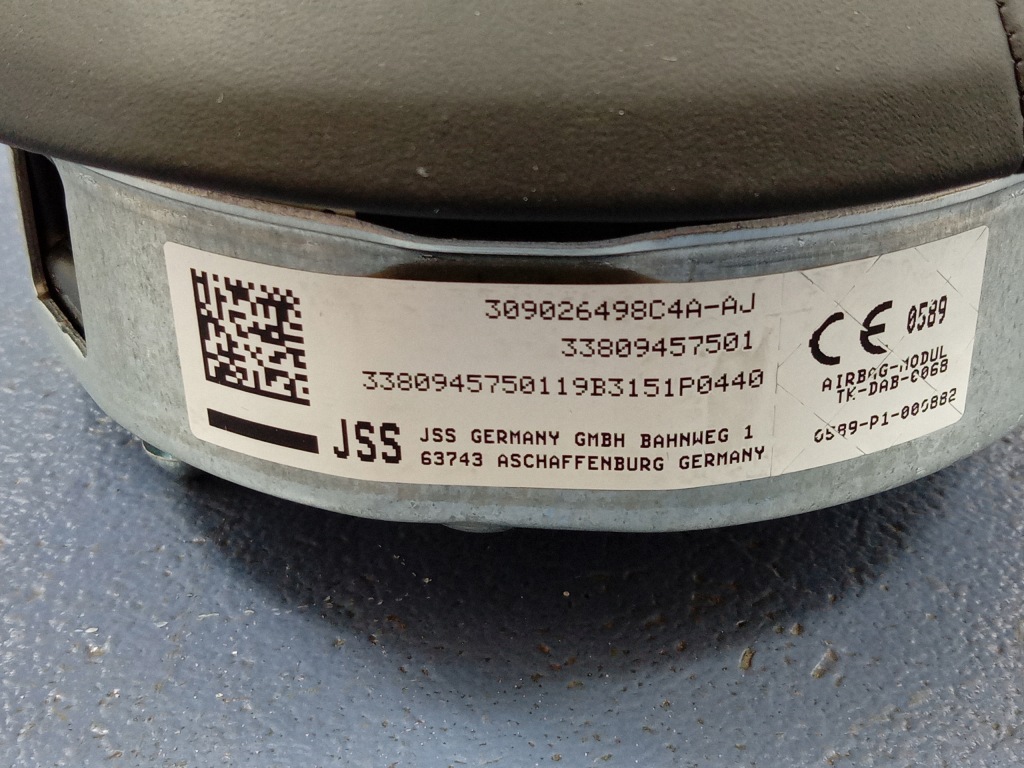 309026498C4A-AJ
33809457501
3380945750119B3151P0440
JSS
JSS GERMANY GMBH BAHNWEG 1
63743 ASCHAFFENBURG GERMANY
CE 0589
AIRBAG-MODUL
TK-DAB-0068
0589-P1-000882